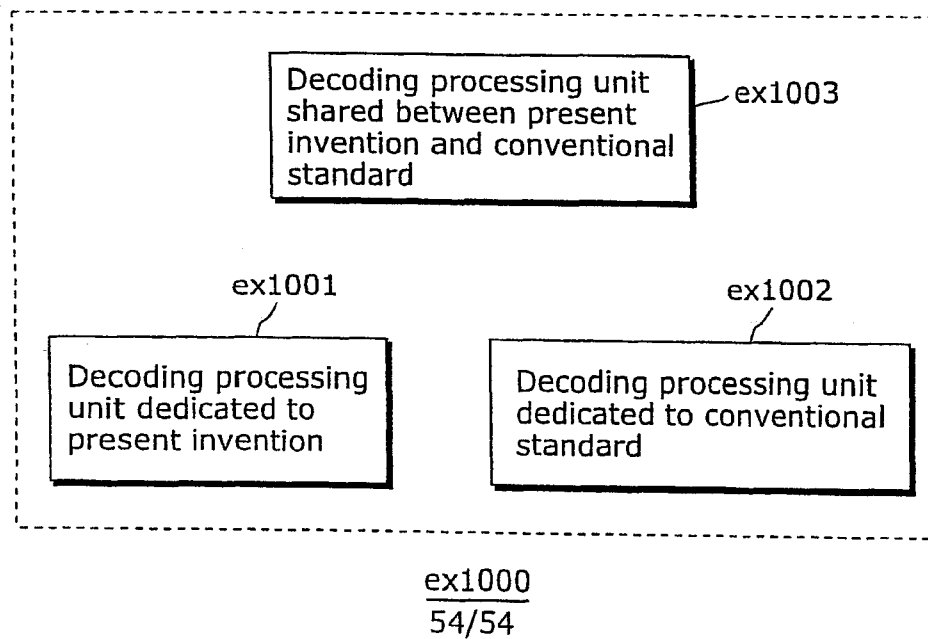 Decoding processing unit
shared between present
invention and conventional
standard
ex1003
ex1001
ex1002
Decoding processing
unit dedicated to
present invention
Decoding processing unit
dedicated to conventional
standard
ex1000
54/54